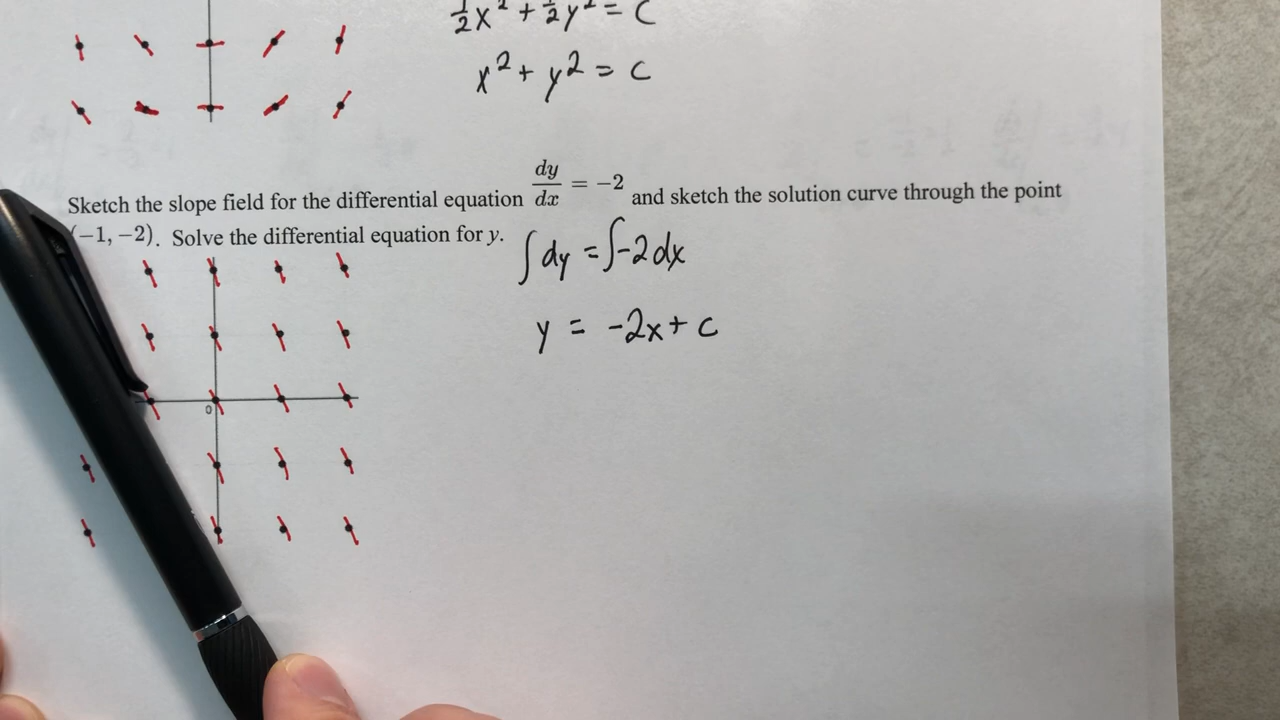 ½x² + ½y² = C
x² + y² = C
Sketch the slope field for the differential equation dy/dx = −2 and sketch the solution curve through the point
(−1, −2). Solve the differential equation for y.
∫dy = ∫-2dx
y = -2x + C
0